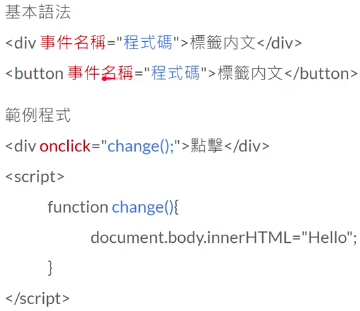 基本語法
<div 事件名稱="程式碼">標籤內文</div>
<button 事件名稱="程式碼">標籤內文</button>
範例程式
<div onclick="change();">點擊</div>
<script>
function change(){
document.body.innerHTML="Hello";
}
</script>